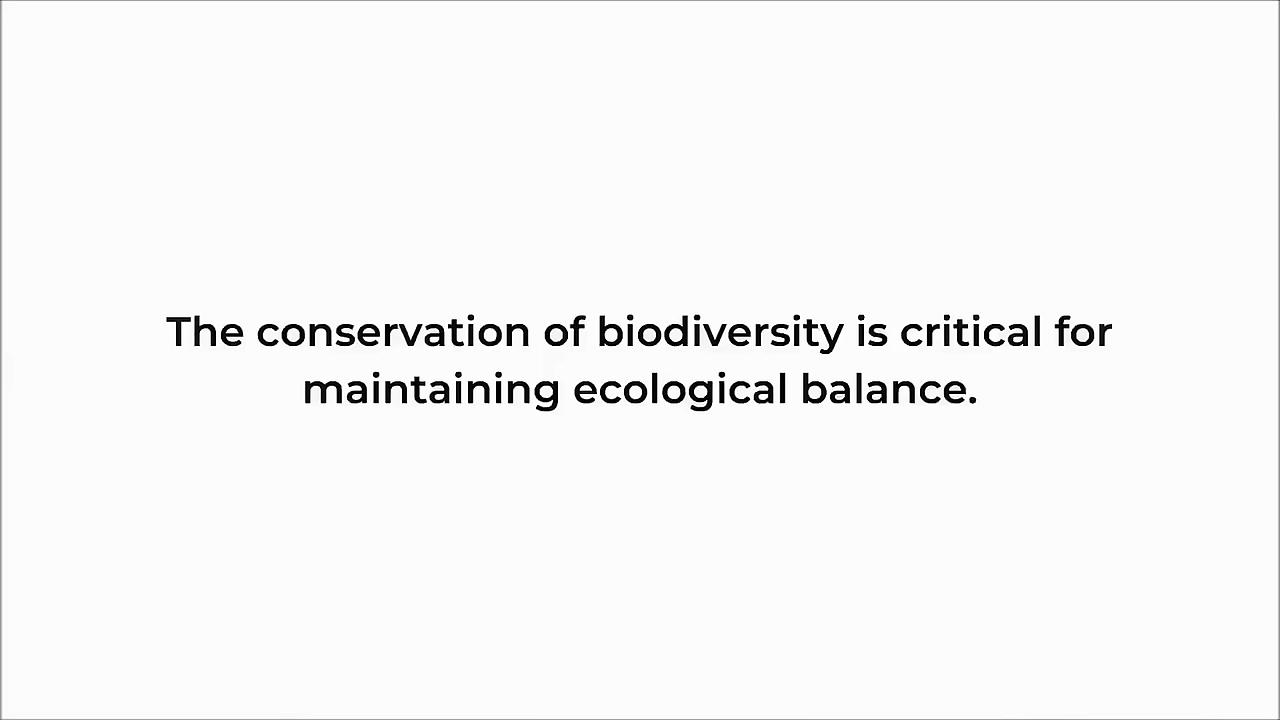 The conservation of biodiversity is critical for
maintaining ecological balance.